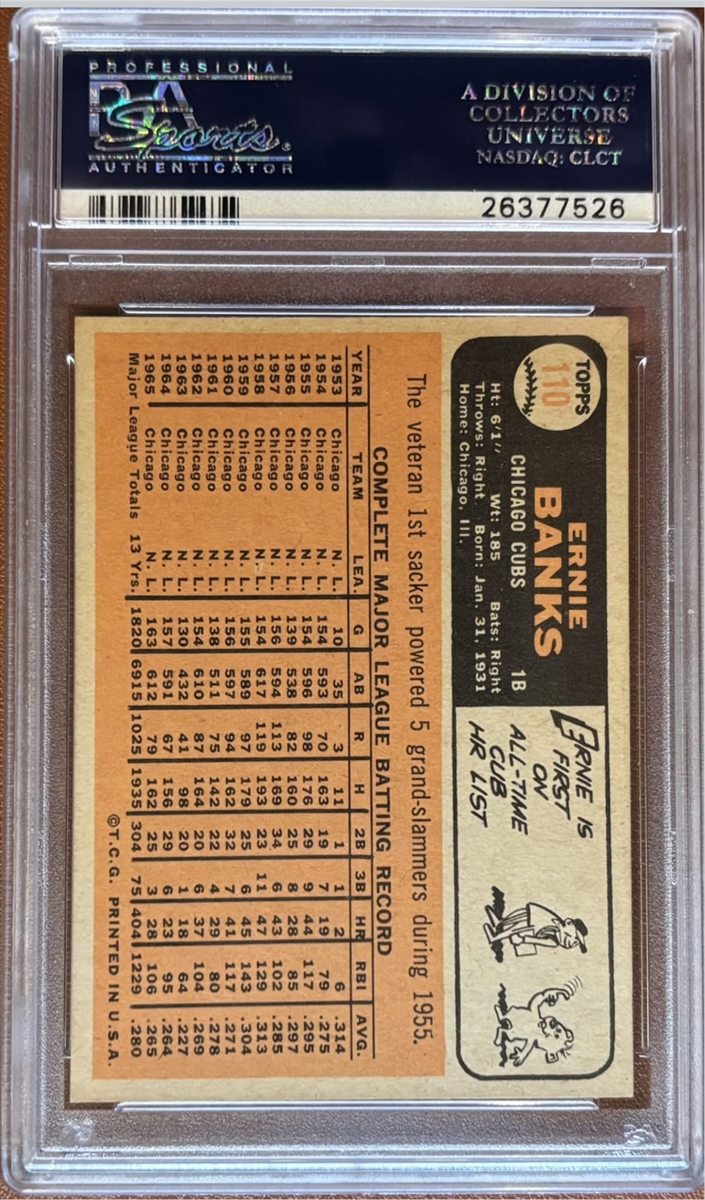 PROFESSIONAL
PSA
Sports.
AUTHENTICATOR
A DIVISION OF
COLLECTORS
UNIVERSE
NASDAQ: CLCT
26377526
TOPPS
110
ERNIE
BANKS
CHICAGO CUBS 1B
Ht: 6'1" Wt: 185 Bats: Right
Throws: Right Born: Jan. 31, 1931
Home: Chicago, Ill.
ERNIE IS
FIRST
ON
ALL-TIME
CUB
HR LIST
The veteran 1st sacker powered 5 grand-slammers during 1955.
COMPLETE MAJOR LEAGUE BATTING RECORD
YEAR TEAM LEA. G AB R H 2B 3B HR RBI AVG.
1953 Chicago N. L. 10 35 3 11 1 1 2 6 .314
1954 Chicago N. L. 154 593 70 163 19 7 19 79 .275
1955 Chicago N. L. 154 596 98 176 29 9 44 117 .295
1956 Chicago N. L. 139 538 82 160 25 8 28 85 .297
1957 Chicago N. L. 156 594 113 169 34 6 43 102 .285
1958 Chicago N. L. 154 617 119 193 23 11 47 129 .313
1959 Chicago N. L. 155 589 97 179 25 6 45 143 .304
1960 Chicago N. L. 156 597 94 162 32 7 41 117 .271
1961 Chicago N. L. 138 511 75 142 22 4 29 80 .278
1962 Chicago N. L. 154 610 87 164 20 6 37 104 .269
1963 Chicago N. L. 130 432 41 98 20 1 18 64 .227
1964 Chicago N. L. 157 591 67 156 29 6 23 95 .264
1965 Chicago N. L. 163 612 79 162 25 3 28 106 .265
Major League Totals 13 Yrs. 1820 6915 1025 1935 304 75 404 1229 .280
©T.C.G. PRINTED IN U.S.A.